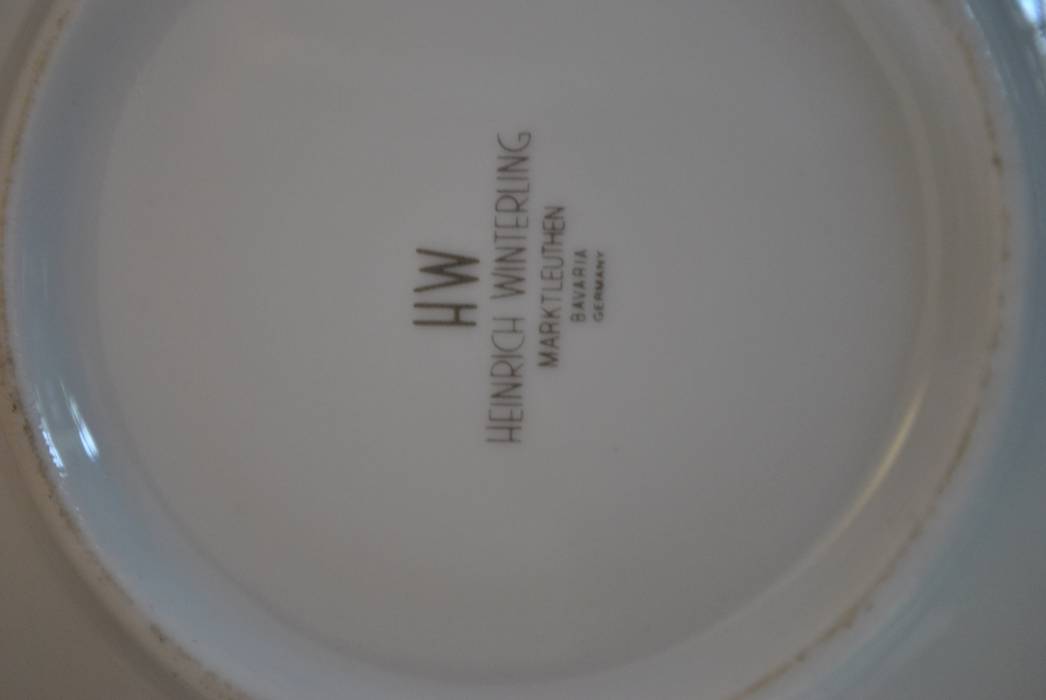 HW
HEINRICH WINTERLING
MARKTLEUTHEN
BAVARIA
GERMANY